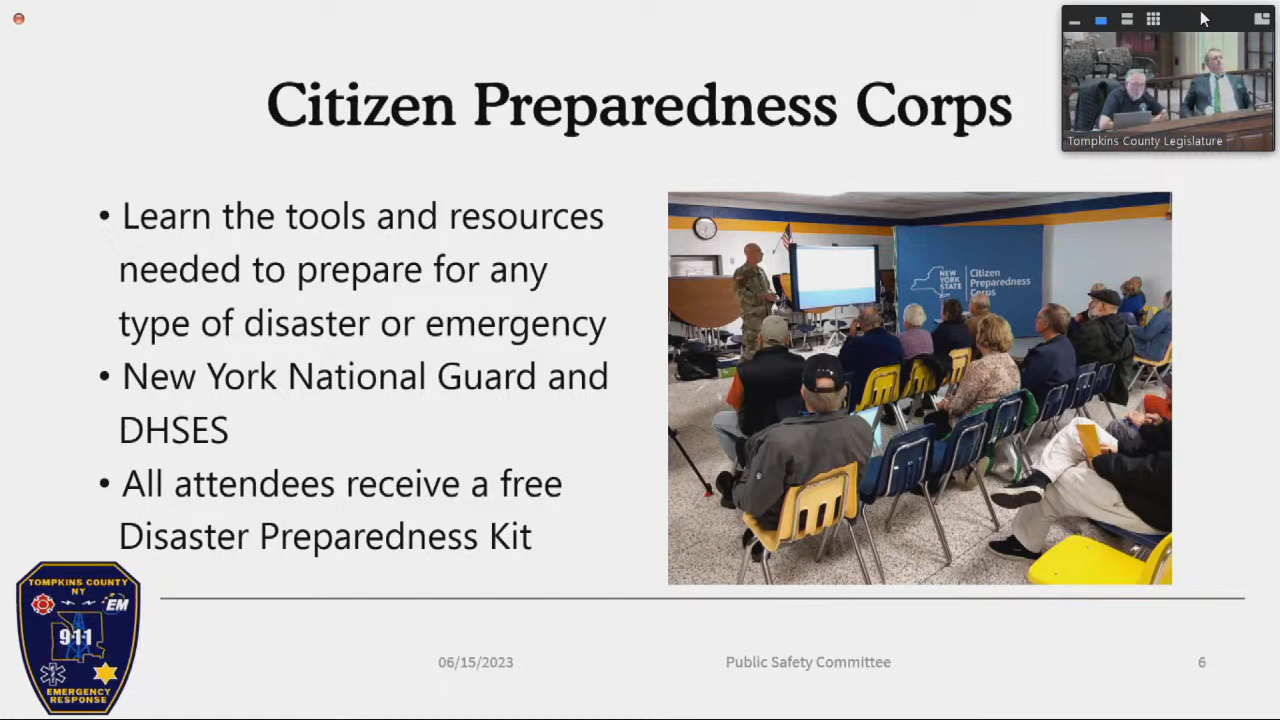 Citizen Preparedness Corps
Tompkins County Legislature
• Learn the tools and resources
needed to prepare for any
type of disaster or emergency
• New York National Guard and
DHSES
• All attendees receive a free
Disaster Preparedness Kit
NEW
YORK
STATE
Citizen
Preparedness
Corps
TOMPKINS COUNTY
NY
EM
911
EMERGENCY
RESPONSE
06/15/2023
Public Safety Committee
6